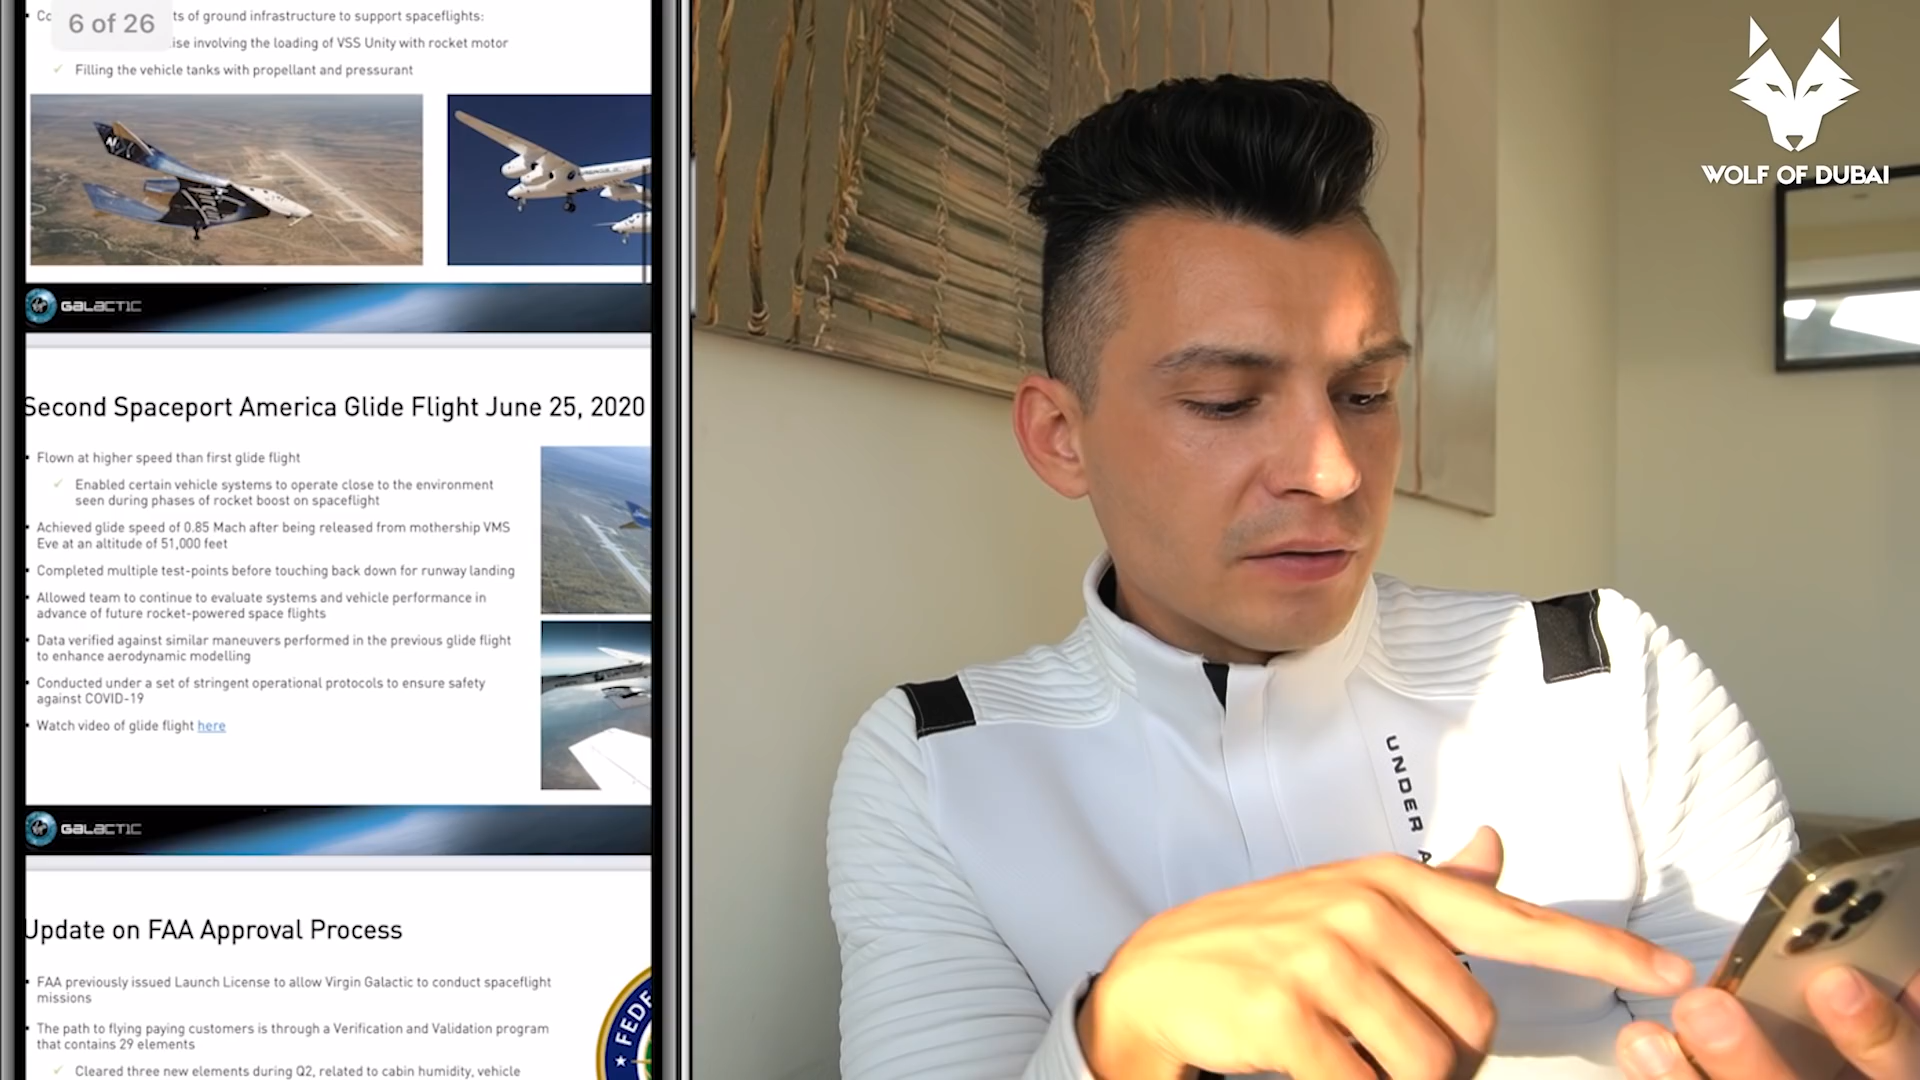 6 of 26
ts of ground infrastructure to support spaceflights:
ise involving the loading of VSS Unity with rocket motor
Filling the vehicle tanks with propellant and pressurant
GALACTIC
Second Spaceport America Glide Flight June 25, 2020
Flown at higher speed than first glide flight
Enabled certain vehicle systems to operate close to the environment
seen during phases of rocket boost on spaceflight
Achieved glide speed of 0.85 Mach after being released from mothership VMS
Eve at an altitude of 51,000 feet
Completed multiple test-points before touching back down for runway landing
Allowed team to continue to evaluate systems and vehicle performance in
advance of future rocket-powered space flights
Data verified against similar maneuvers performed in the previous glide flight
to enhance aerodynamic modelling
Conducted under a set of stringent operational protocols to ensure safety
against COVID-19
Watch video of glide flight here
GALACTIC
Update on FAA Approval Process
FAA previously issued Launch License to allow Virgin Galactic to conduct spaceflight
missions
The path to flying paying customers is through a Verification and Validation program
that contains 29 elements
Cleared three new elements during Q2, related to cabin humidity, vehicle
FEDE
WOLF OF DUBAI
UNDER A